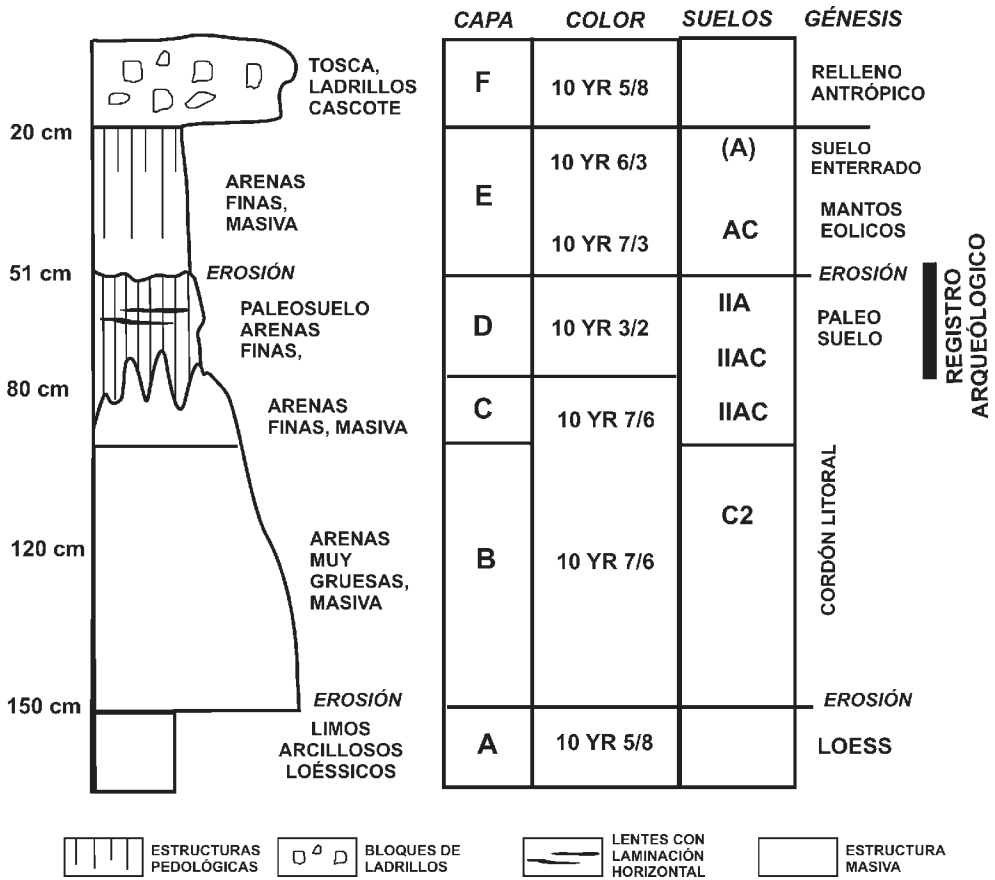 CAPA COLOR SUELOS GÉNESIS
TOSCA,
LADRILLOS
CASCOTE
F
10 YR 5/8
RELLENO
ANTRÓPICO
20 cm
ARENAS
FINAS,
MASIVA
E
10 YR 6/3
10 YR 7/3
(A)
AC
SUELO
ENTERRADO
MANTOS
EOLICOS
51 cm
EROSIÓN
EROSIÓN
PALEOSUELO
ARENAS
FINAS,
D
10 YR 3/2
IIA
IIAC
PALEO
SUELO
REGISTRO
ARQUEÓLOGICO
80 cm
ARENAS
FINAS, MASIVA
C
10 YR 7/6
IIAC
120 cm
ARENAS
MUY
GRUESAS,
MASIVA
B
10 YR 7/6
C2
CORDÓN LITORAL
150 cm
EROSIÓN
EROSIÓN
LIMOS
ARCILLOSOS
LOÉSSICOS
A
10 YR 5/8
LOESS
ESTRUCTURAS
PEDOLÓGICAS
BLOQUES DE
LADRILLOS
LENTES CON
LAMINACIÓN
HORIZONTAL
ESTRUCTURA
MASIVA